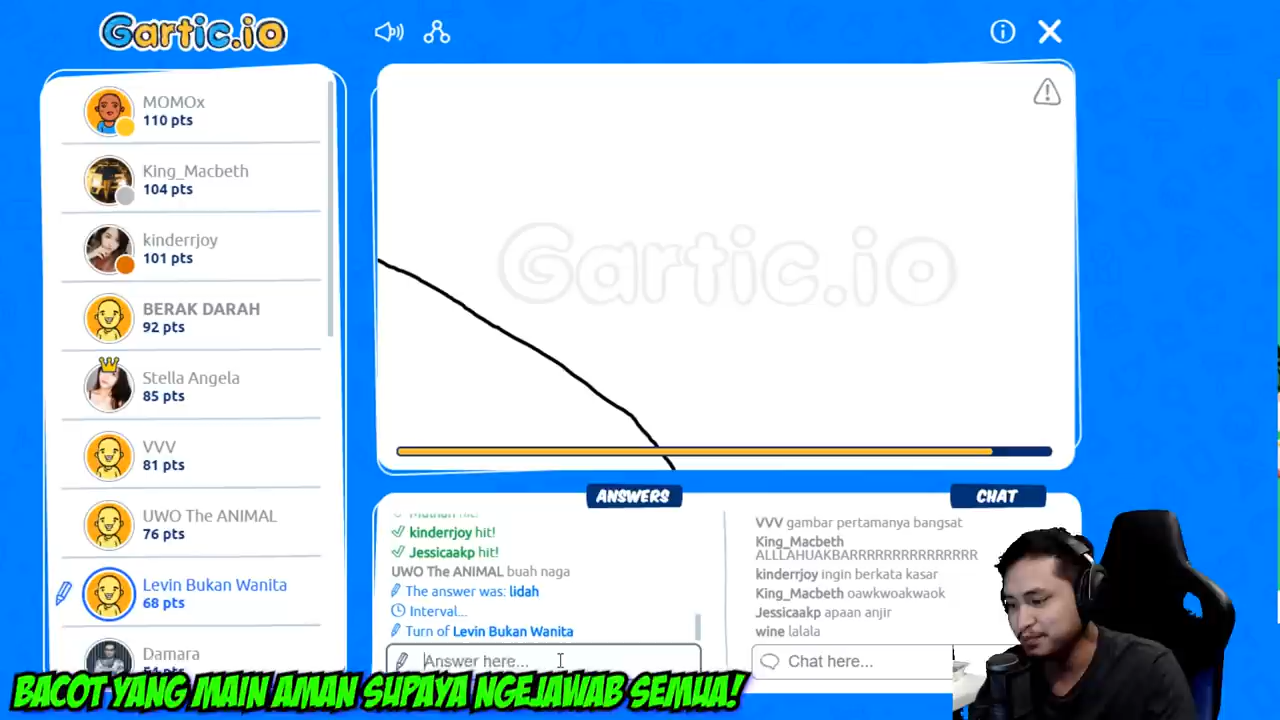 Gartic.io
MOMOx
110 pts
King_Macbeth
104 pts
kinderrjoy
101 pts
BERAK DARAH
92 pts
Stella Angela
85 pts
VVV
81 pts
UWO The ANIMAL
76 pts
Levin Bukan Wanita
68 pts
Damara
Gartic.io
ANSWERS
kinderrjoy hit!
Jessicaakp hit!
UWO The ANIMAL buah naga
The answer was: lidah
Interval...
Turn of Levin Bukan Wanita
Answer here...
CHAT
VVV gambar pertamanya bangsat
King_Macbeth
ALLLAHUAKBARRRRRRRRRRRRRRR
kinderrjoy ingin berkata kasar
King_Macbeth oawkwoakwaok
Jessicaakp apaan anjir
wine lalala
Chat here...
BACOT YANG MAIN AMAN SUPAYA NGEJAWAB SEMUA!